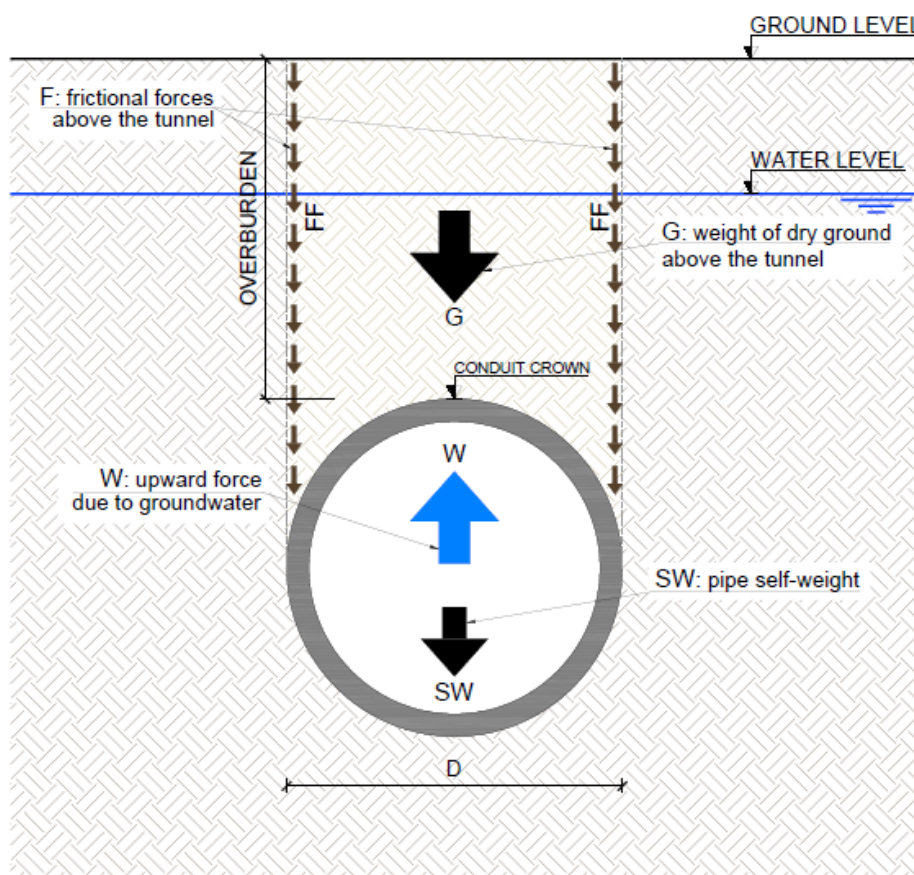 GROUND LEVEL
F: frictional forces
above the tunnel
WATER LEVEL
OVERBURDEN
FF
FF
G: weight of dry ground
above the tunnel
G
CONDUIT CROWN
W
W: upward force
due to groundwater
SW: pipe self-weight
SW
D